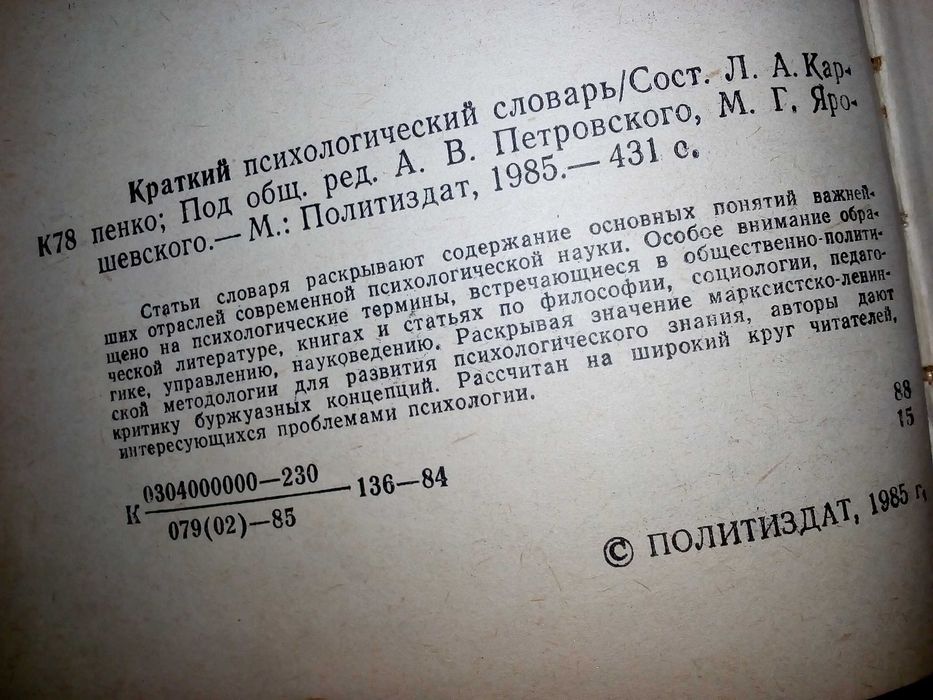 Краткий психологический словарь/Сост. Л. А. Кар-
К78 пенко; Под общ. ред. А. В. Петровского, М. Г. Яро-
шевского.— М.: Политиздат, 1985.— 431 с.
Статьи словаря раскрывают содержание основных понятий важней-
ших отраслей современной психологической науки. Особое внимание обра-
щено на психологические термины, встречающиеся в общественно-полити-
ческой литературе, книгах и статьях по философии, социологии, педаго-
гике, управлению, науковедению. Раскрывая значение марксистско-ленин-
ской методологии для развития психологического знания, авторы дают
критику буржуазных концепций. Рассчитан на широкий круг читателей,
интересующихся проблемами психологии.
88
15
К 0304000000—230 136—84
079(02)—85
© ПОЛИТИЗДАТ, 1985 г.